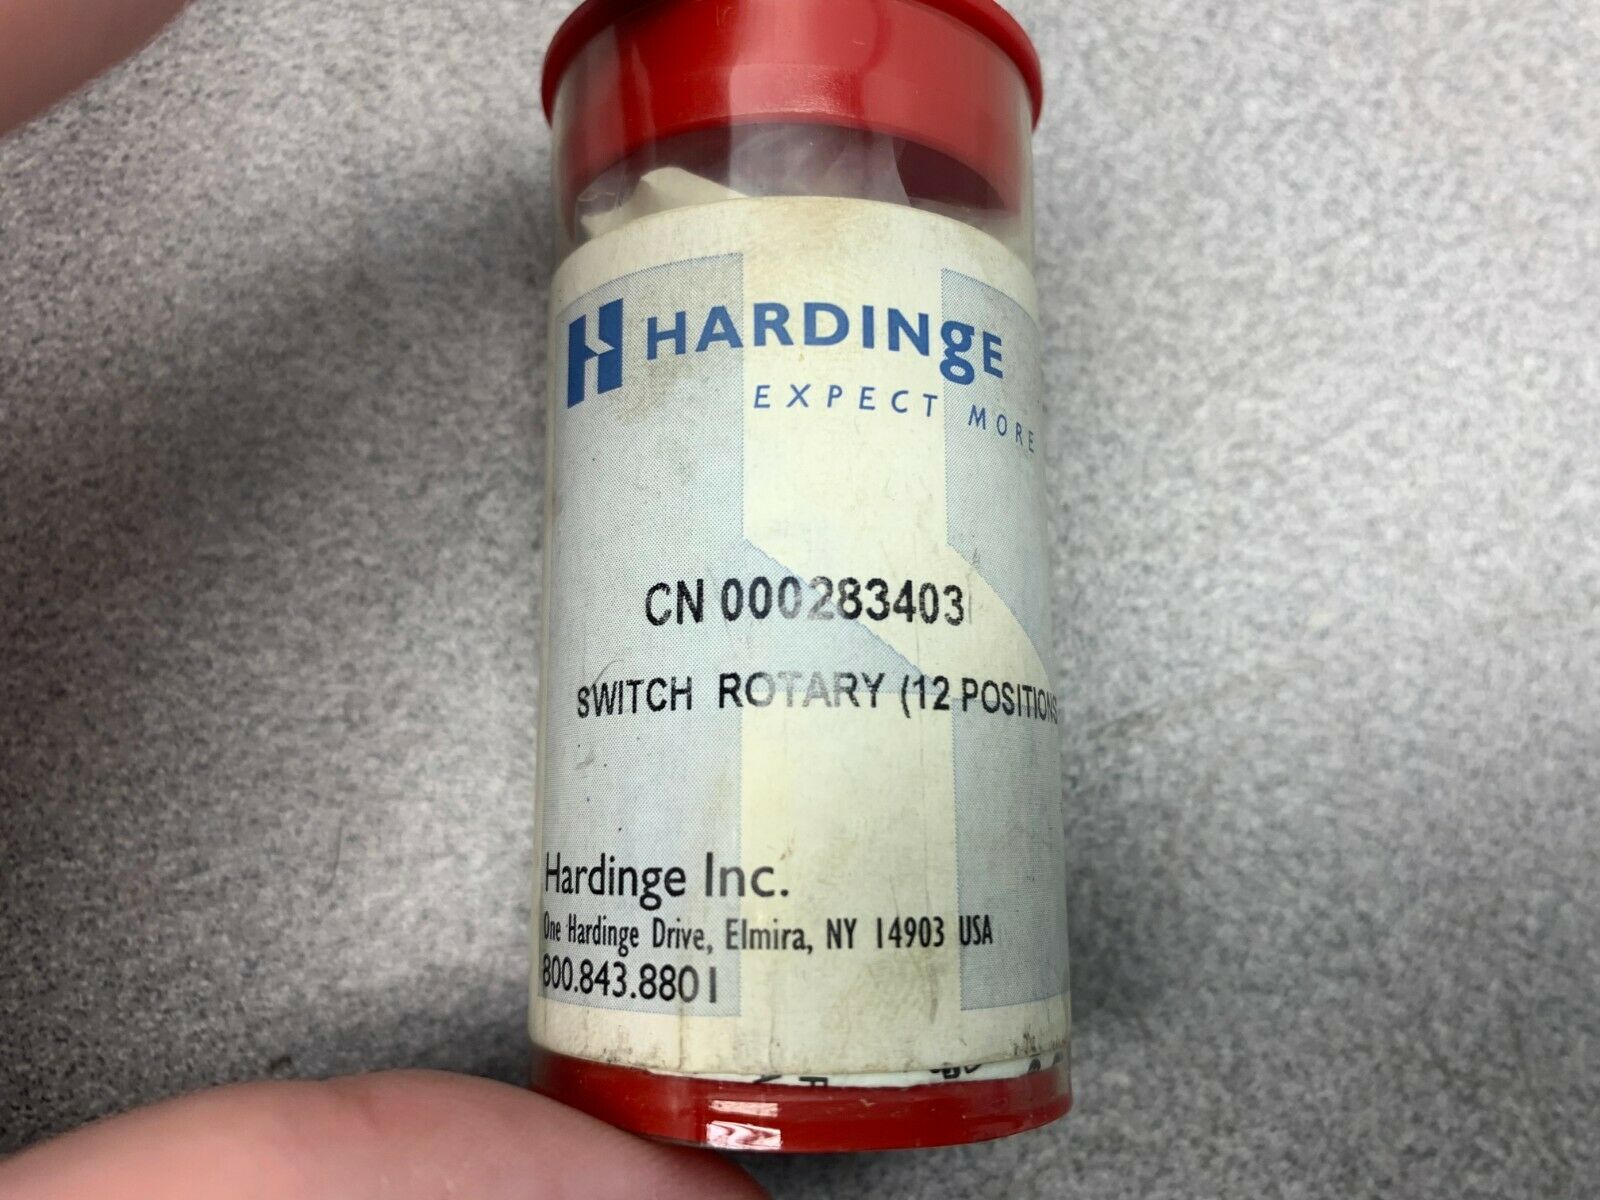 HARDINgE
EXPECT MORE
CN 000283403
SWITCH ROTARY (12 POSITIONS
Hardinge Inc.
One Hardinge Drive, Elmira, NY 14903 USA
800.843.8801